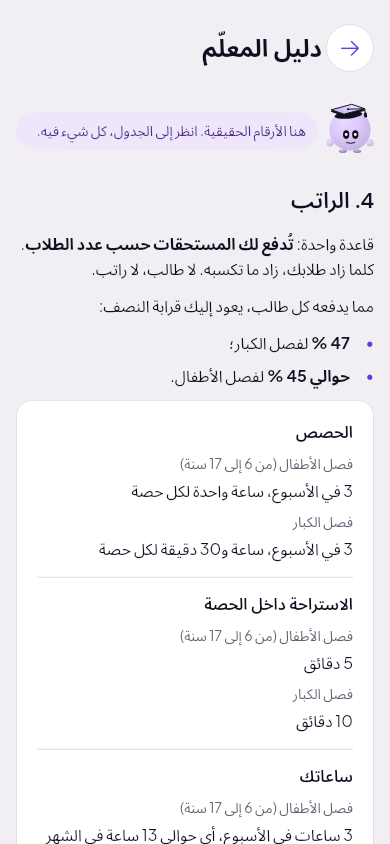 دليل المعلّم
هنا الأرقام الحقيقية. انظر إلى الجدول، كل شيء فيه.
4. الراتب
قاعدة واحدة: تُدفع لك المستحقات حسب عدد الطلاب.
كلما زاد طلابك، زاد ما تكسبه. لا طالب، لا راتب.
مما يدفعه كل طالب، يعود إليك قرابة النصف:
• 47 % لفصل الكبار؛
• حوالي 45 % لفصل الأطفال.
الحصص
فصل الأطفال (من 6 إلى 17 سنة)
3 في الأسبوع، ساعة واحدة لكل حصة
فصل الكبار
3 في الأسبوع، ساعة و30 دقيقة لكل حصة
الاستراحة داخل الحصة
فصل الأطفال (من 6 إلى 17 سنة)
5 دقائق
فصل الكبار
10 دقائق
ساعاتك
فصل الأطفال (من 6 إلى 17 سنة)
3 ساعات في الأسبوع، أي حوالي 13 ساعة في الشهر